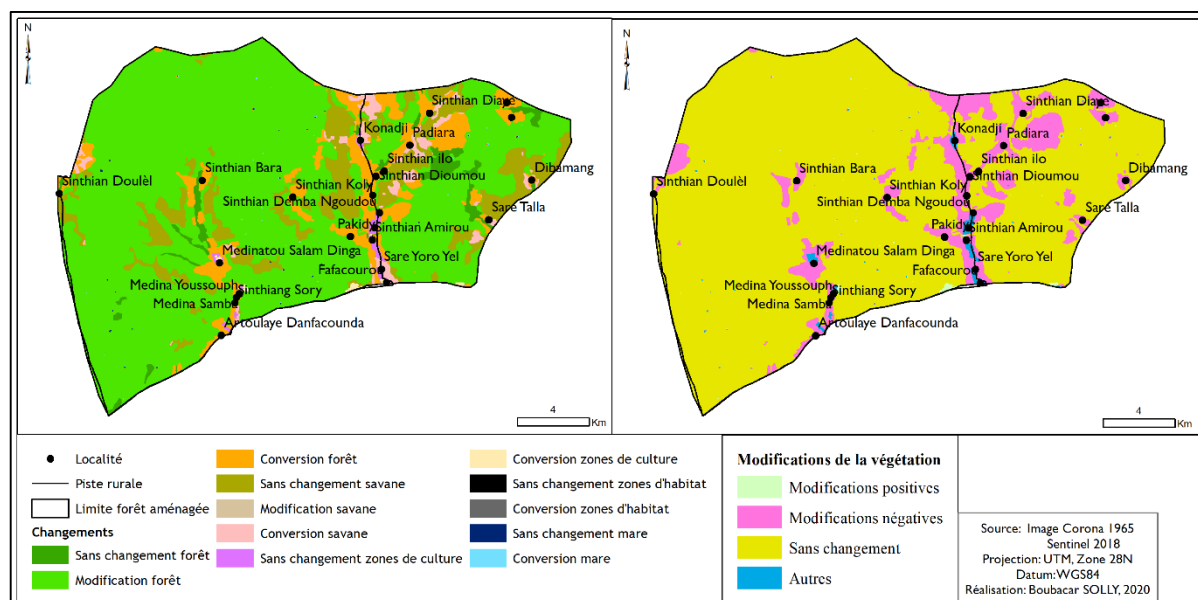 N
Sinthian Diaye
Konadji
Padiara
Sinthian ilo
Sinthian Bara
Sinthian Dioumou
Dibamang
Sinthian Doulèl
Sinthian Koly
Sinthian Demba Ngoudou
Sare Talla
Pakidy
Sinthian Amirou
Medinatou Salam Dinga
Sare Yoro Yel
Fafacourou
Medina Youssouph
Sinthiang Sory
Medina Samba
Artoulaye Danfacounda
4
Km
N
Sinthian Diaye
Konadji
Padiara
Sinthian ilo
Sinthian Bara
Sinthian Dioumou
Dibamang
Sinthian Doulèl
Sinthian Koly
Sinthian Demba Ngoudou
Sare Talla
Pakidy
Sinthian Amirou
Medinatou Salam Dinga
Sare Yoro Yel
Fafacourou
Medina Youssouph
Sinthiang Sory
Medina Samba
Artoulaye Danfacounda
4
Km
Localité
Piste rurale
Limite forêt aménagée
Changements
Sans changement forêt
Modification forêt
Conversion forêt
Sans changement savane
Modification savane
Conversion savane
Sans changement zones de culture
Conversion zones de culture
Sans changement zones d'habitat
Conversion zones d'habitat
Sans changement mare
Conversion mare
Modifications de la végétation
Modifications positives
Modifications négatives
Sans changement
Autres
Source: Image Corona 1965
Sentinel 2018
Projection: UTM, Zone 28N
Datum:WGS84
Réalisation: Boubacar SOLLY, 2020